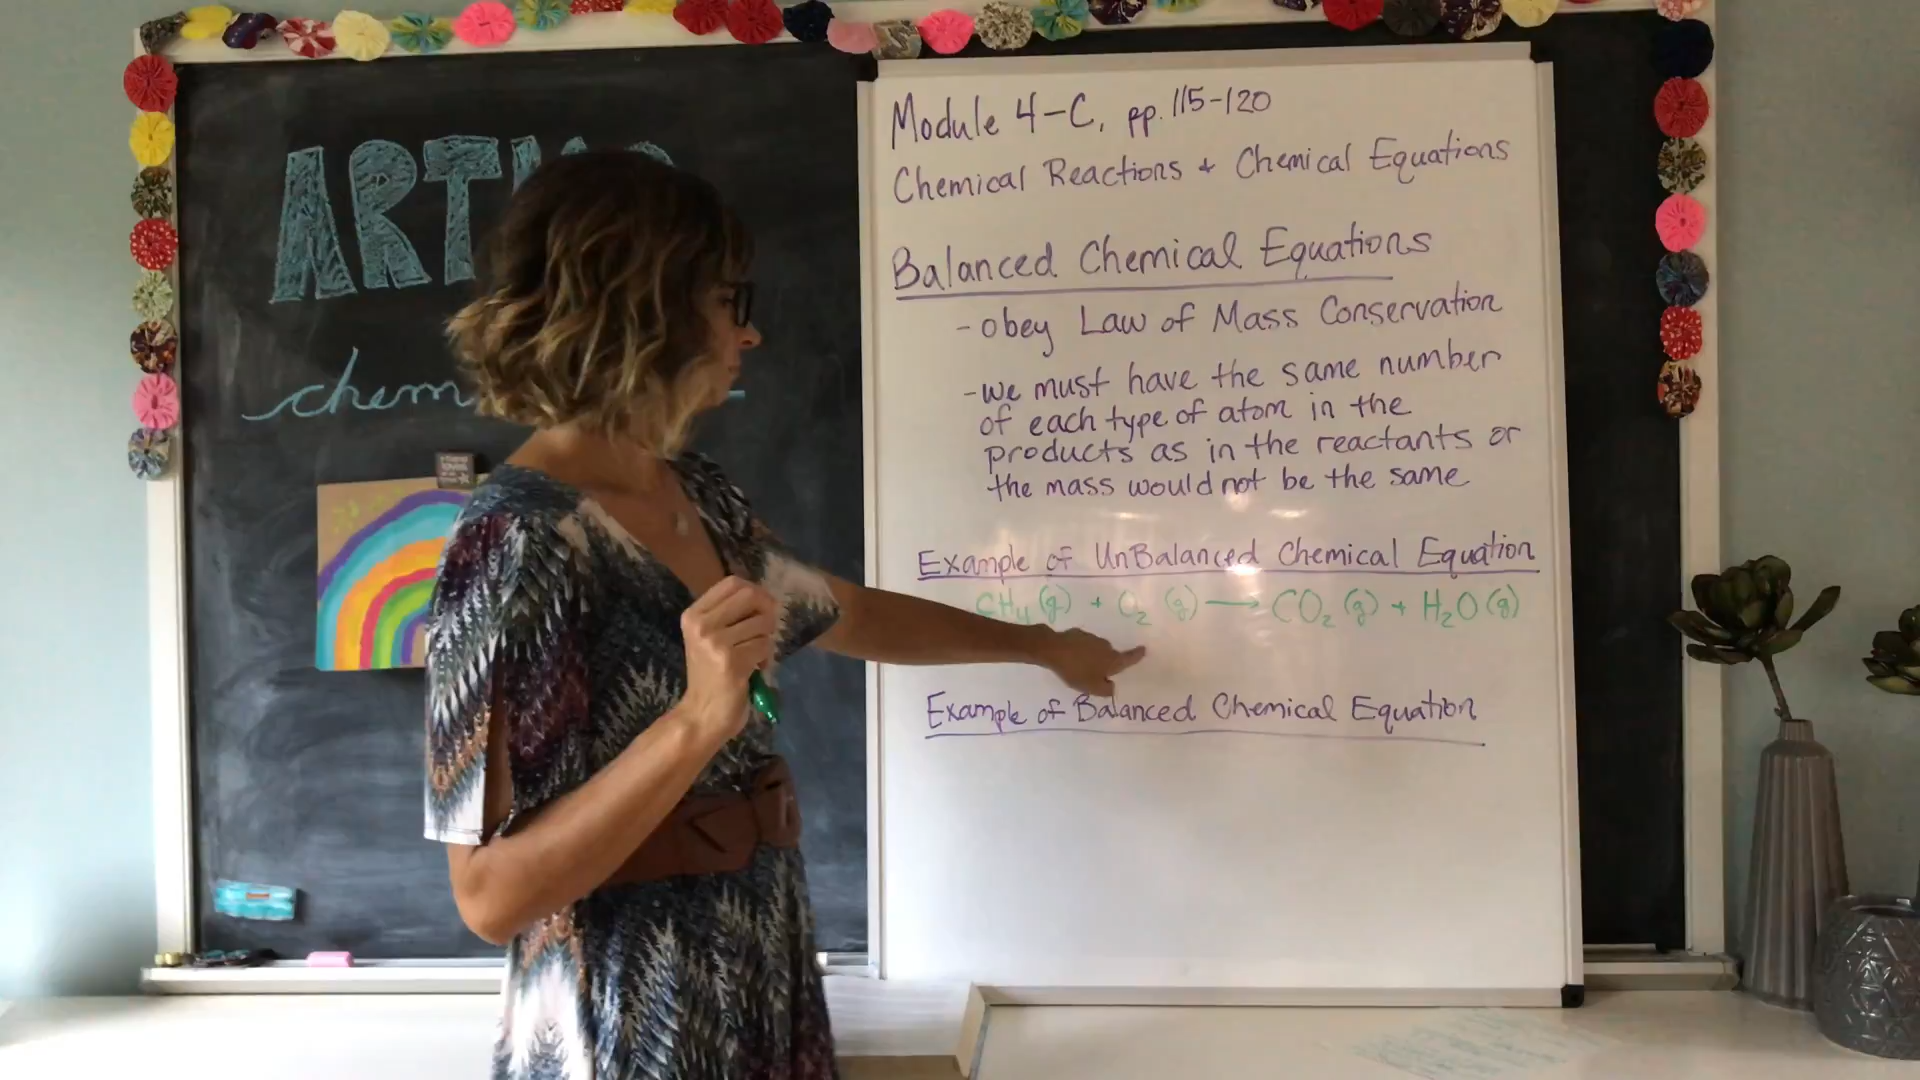 Module 4-C, pp. 115-120
Chemical Reactions + Chemical Equations
Balanced Chemical Equations
- obey Law of Mass Conservation
- we must have the same number
of each type of atom in the
products as in the reactants or
the mass would not be the same
Example of UnBalanced Chemical Equation
CH₄ (g) + O₂ (g) → CO₂ (g) + H₂O (g)
Example of Balanced Chemical Equation